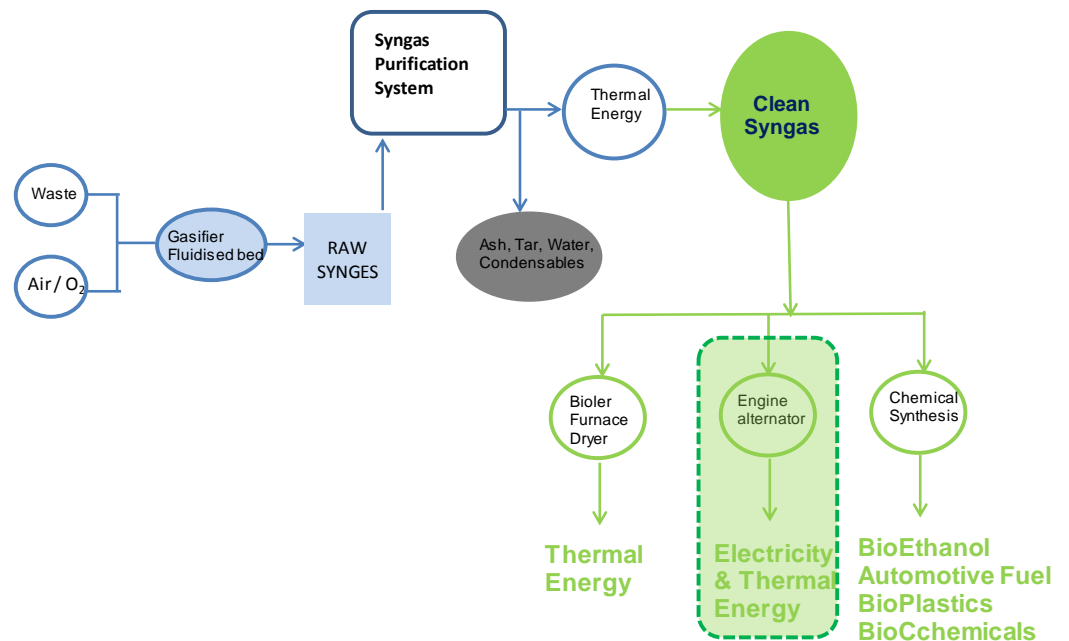 Syngas
Purification
System
Thermal
Energy
Clean
Syngas
Waste
Air / O₂
Gasifier
Fluidised bed
RAW
SYNGES
Ash, Tar, Water,
Condensables
Bioler
Furnace
Dryer
Engine
alternator
Chemical
Synthesis
Thermal
Energy
Electricity
& Thermal
Energy
BioEthanol
Automotive Fuel
BioPlastics
BioCchemicals